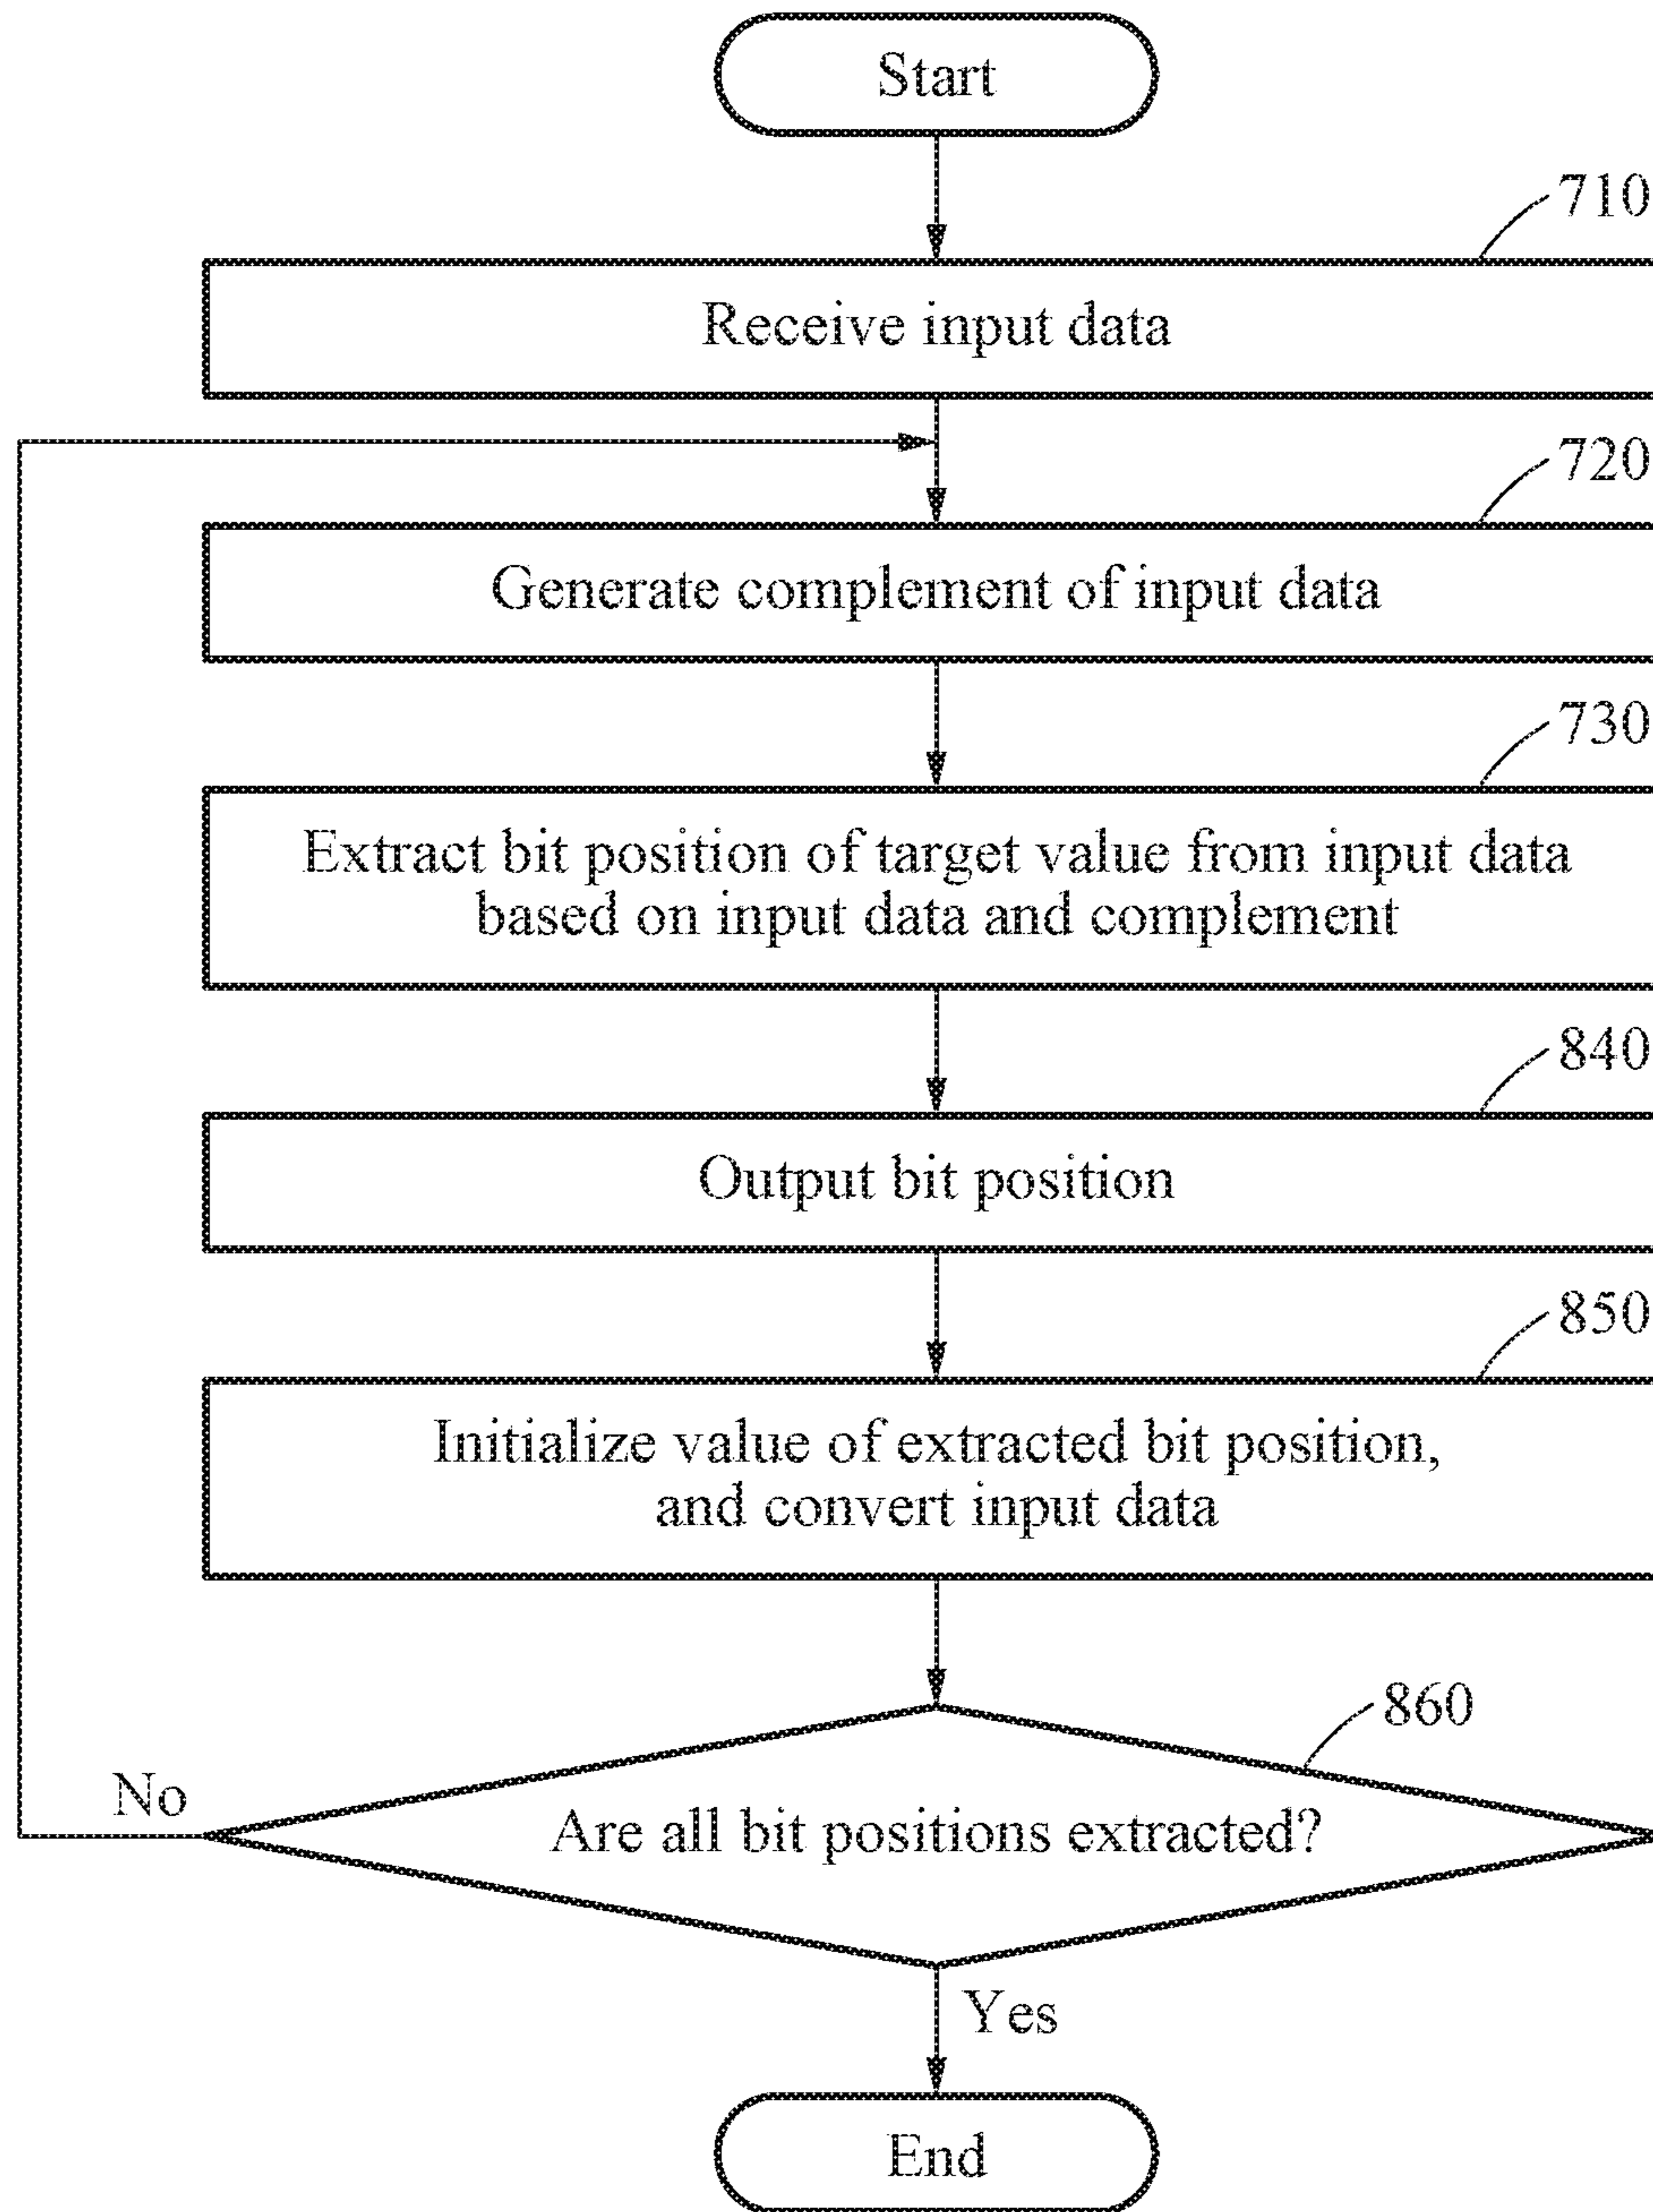 Start
710
Receive input data
720
Generate complement of input data
730
Extract bit position of target value from input data
based on input data and complement
840
Output bit position
850
Initialize value of extracted bit position,
and convert input data
860
No
Are all bit positions extracted?
Yes
End